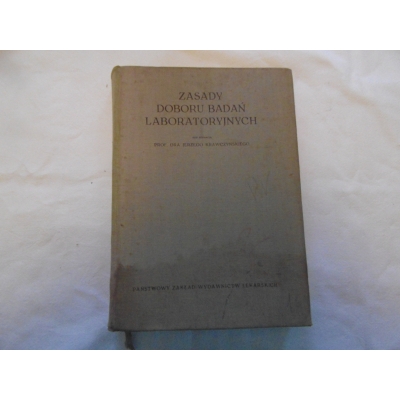 ZASADY
DOBORU BADAŃ
LABORATORYJNYCH
PAŃSTWOWY ZAKŁAD WYDAWNICTW LEKARSKICH